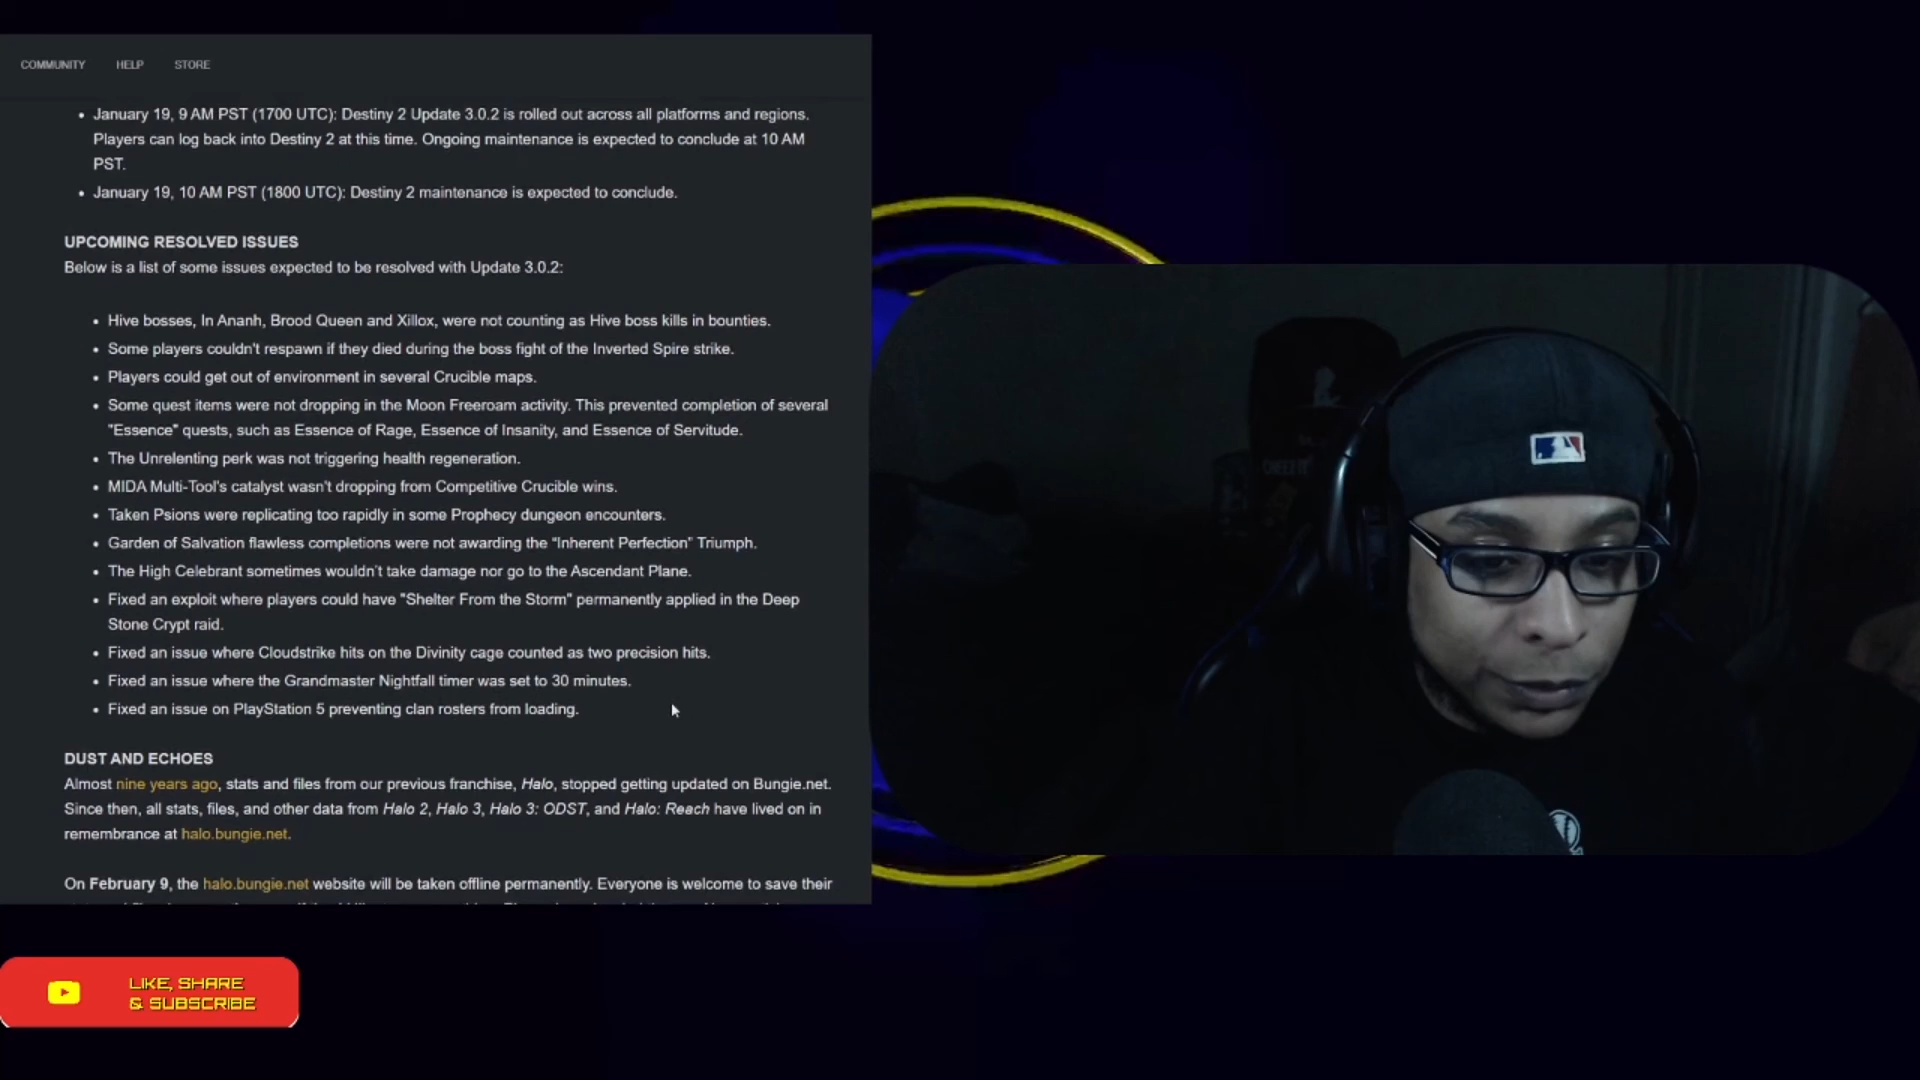 COMMUNITY HELP STORE
• January 19, 9 AM PST (1700 UTC): Destiny 2 Update 3.0.2 is rolled out across all platforms and regions.
Players can log back into Destiny 2 at this time. Ongoing maintenance is expected to conclude at 10 AM
PST.
• January 19, 10 AM PST (1800 UTC): Destiny 2 maintenance is expected to conclude.
UPCOMING RESOLVED ISSUES
Below is a list of some issues expected to be resolved with Update 3.0.2:
• Hive bosses, In Ananh, Brood Queen and Xillox, were not counting as Hive boss kills in bounties.
• Some players couldn't respawn if they died during the boss fight of the Inverted Spire strike.
• Players could get out of environment in several Crucible maps.
• Some quest items were not dropping in the Moon Freeroam activity. This prevented completion of several
"Essence" quests, such as Essence of Rage, Essence of Insanity, and Essence of Servitude.
• The Unrelenting perk was not triggering health regeneration.
• MIDA Multi-Tool's catalyst wasn't dropping from Competitive Crucible wins.
• Taken Psions were replicating too rapidly in some Prophecy dungeon encounters.
• Garden of Salvation flawless completions were not awarding the "Inherent Perfection" Triumph.
• The High Celebrant sometimes wouldn't take damage nor go to the Ascendant Plane.
• Fixed an exploit where players could have "Shelter From the Storm" permanently applied in the Deep
Stone Crypt raid.
• Fixed an issue where Cloudstrike hits on the Divinity cage counted as two precision hits.
• Fixed an issue where the Grandmaster Nightfall timer was set to 30 minutes.
• Fixed an issue on PlayStation 5 preventing clan rosters from loading.
DUST AND ECHOES
Almost nine years ago, stats and files from our previous franchise, Halo, stopped getting updated on Bungie.net.
Since then, all stats, files, and other data from Halo 2, Halo 3, Halo 3: ODST, and Halo: Reach have lived on in
remembrance at halo.bungie.net.
On February 9, the halo.bungie.net website will be taken offline permanently. Everyone is welcome to save their
LIKE, SHARE
& SUBSCRIBE